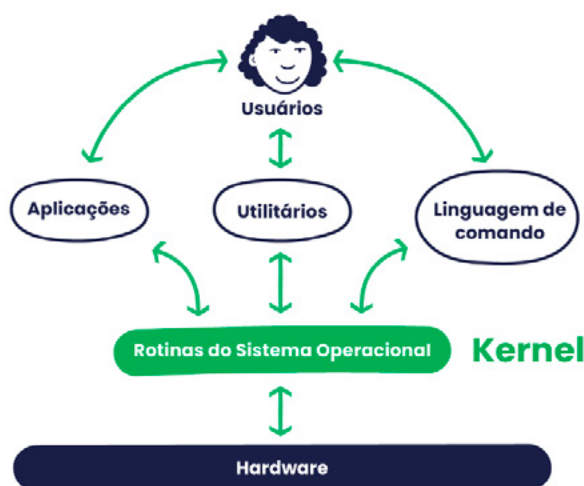 Usuários
Aplicações
Utilitários
Linguagem de
comando
Rotinas do Sistema Operacional
Kernel
Hardware